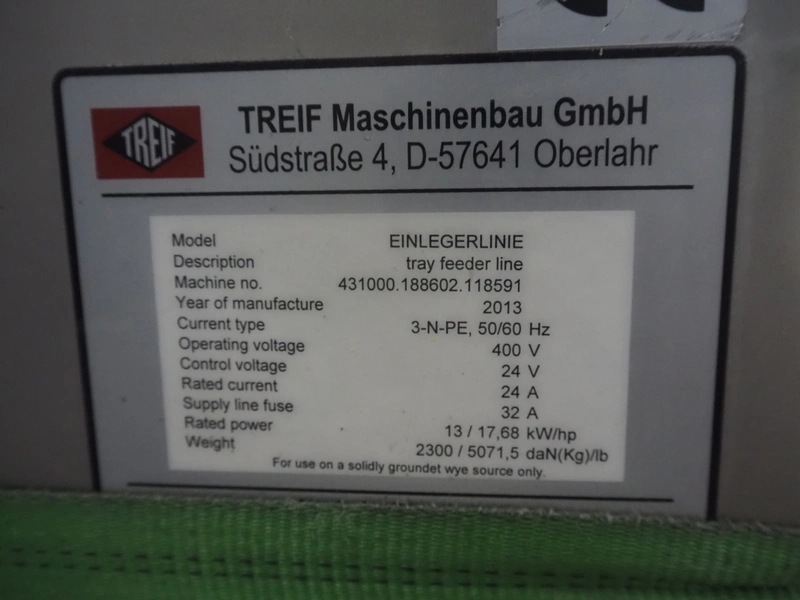 TREIF
TREIF Maschinenbau GmbH
Südstraße 4, D-57641 Oberlahr
Model EINLEGERLINIE
Description tray feeder line
Machine no. 431000.188602.118591
Year of manufacture 2013
Current type 3-N-PE, 50/60 Hz
Operating voltage 400 V
Control voltage 24 V
Rated current 24 A
Supply line fuse 32 A
Rated power 13 / 17,68 kW/hp
Weight 2300 / 5071,5 daN(Kg)/lb
For use on a solidly groundet wye source only.